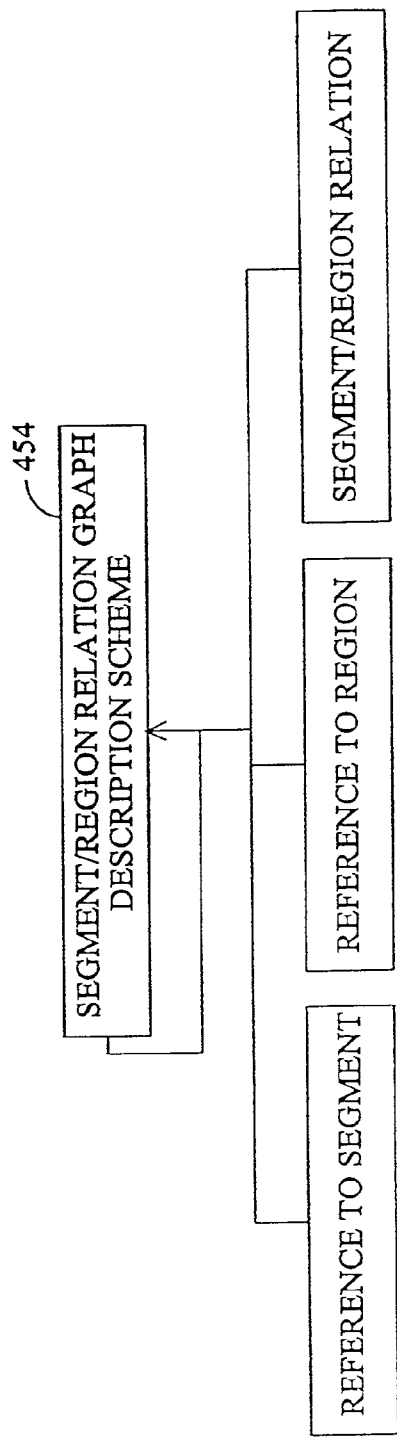 454
SEGMENT/REGION RELATION GRAPH
DESCRIPTION SCHEME
REFERENCE TO SEGMENT
REFERENCE TO REGION
SEGMENT/REGION RELATION